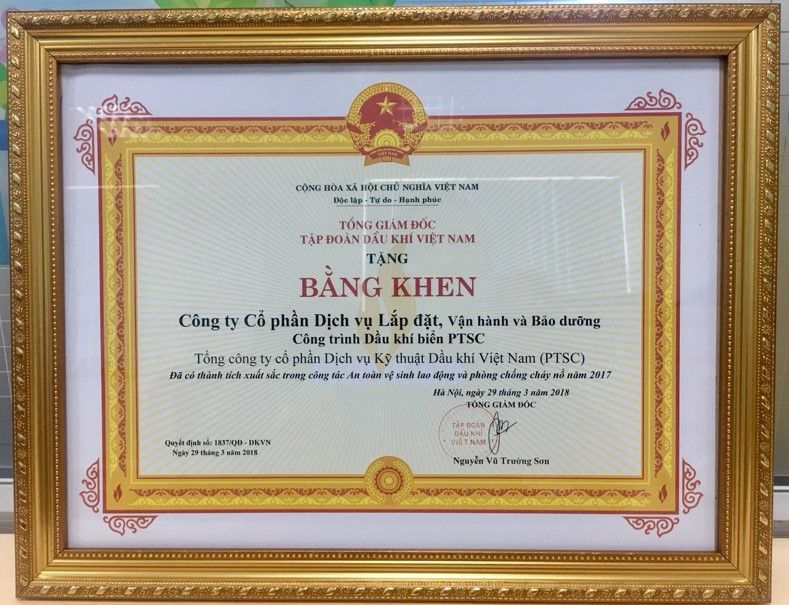 VIỆT NAM
CỘNG HÒA XÃ HỘI CHỦ NGHĨA VIỆT NAM
Độc lập - Tự do - Hạnh phúc
TỔNG GIÁM ĐỐC
TẬP ĐOÀN DẦU KHÍ VIỆT NAM
TẶNG
BẰNG KHEN
Công ty Cổ phần Dịch vụ Lắp đặt, Vận hành và Bảo dưỡng
Công trình Dầu khí biển PTSC
Tổng công ty cổ phần Dịch vụ Kỹ thuật Dầu khí Việt Nam (PTSC)
Đã có thành tích xuất sắc trong công tác An toàn vệ sinh lao động và phòng chống cháy nổ năm 2017
Hà Nội, ngày 29 tháng 3 năm 2018
TỔNG GIÁM ĐỐC
TẬP ĐOÀN
DẦU KHÍ
VIỆT NAM
Quyết định số: 1837/QĐ - DKVN
Ngày 29 tháng 3 năm 2018
Nguyễn Vũ Trường Sơn